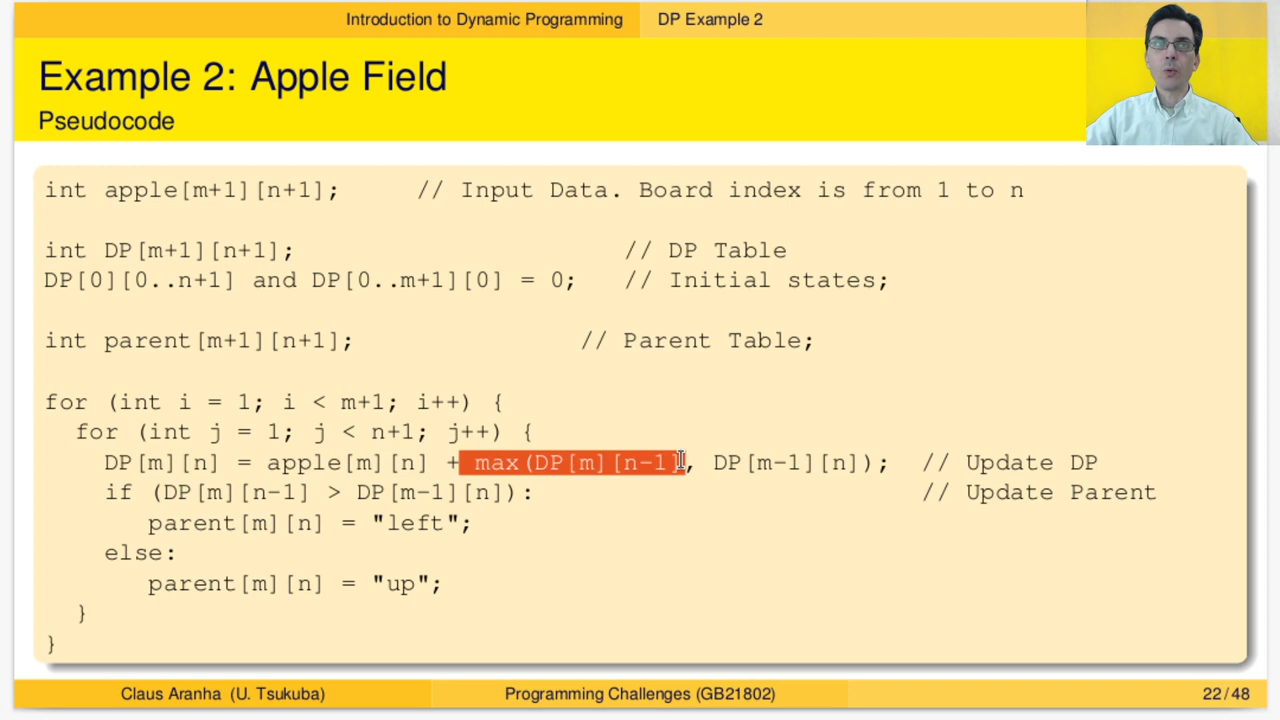 Introduction to Dynamic Programming DP Example 2
Example 2: Apple Field
Pseudocode
int apple[m+1][n+1]; // Input Data. Board index is from 1 to n
int DP[m+1][n+1]; // DP Table
DP[0][0..n+1] and DP[0..m+1][0] = 0; // Initial states;
int parent[m+1][n+1]; // Parent Table;
for (int i = 1; i < m+1; i++) {
for (int j = 1; j < n+1; j++) {
DP[m][n] = apple[m][n] + max(DP[m][n-1], DP[m-1][n]); // Update DP
if (DP[m][n-1] > DP[m-1][n]): // Update Parent
parent[m][n] = "left";
else:
parent[m][n] = "up";
}
}
Claus Aranha (U. Tsukuba) Programming Challenges (GB21802) 22/48